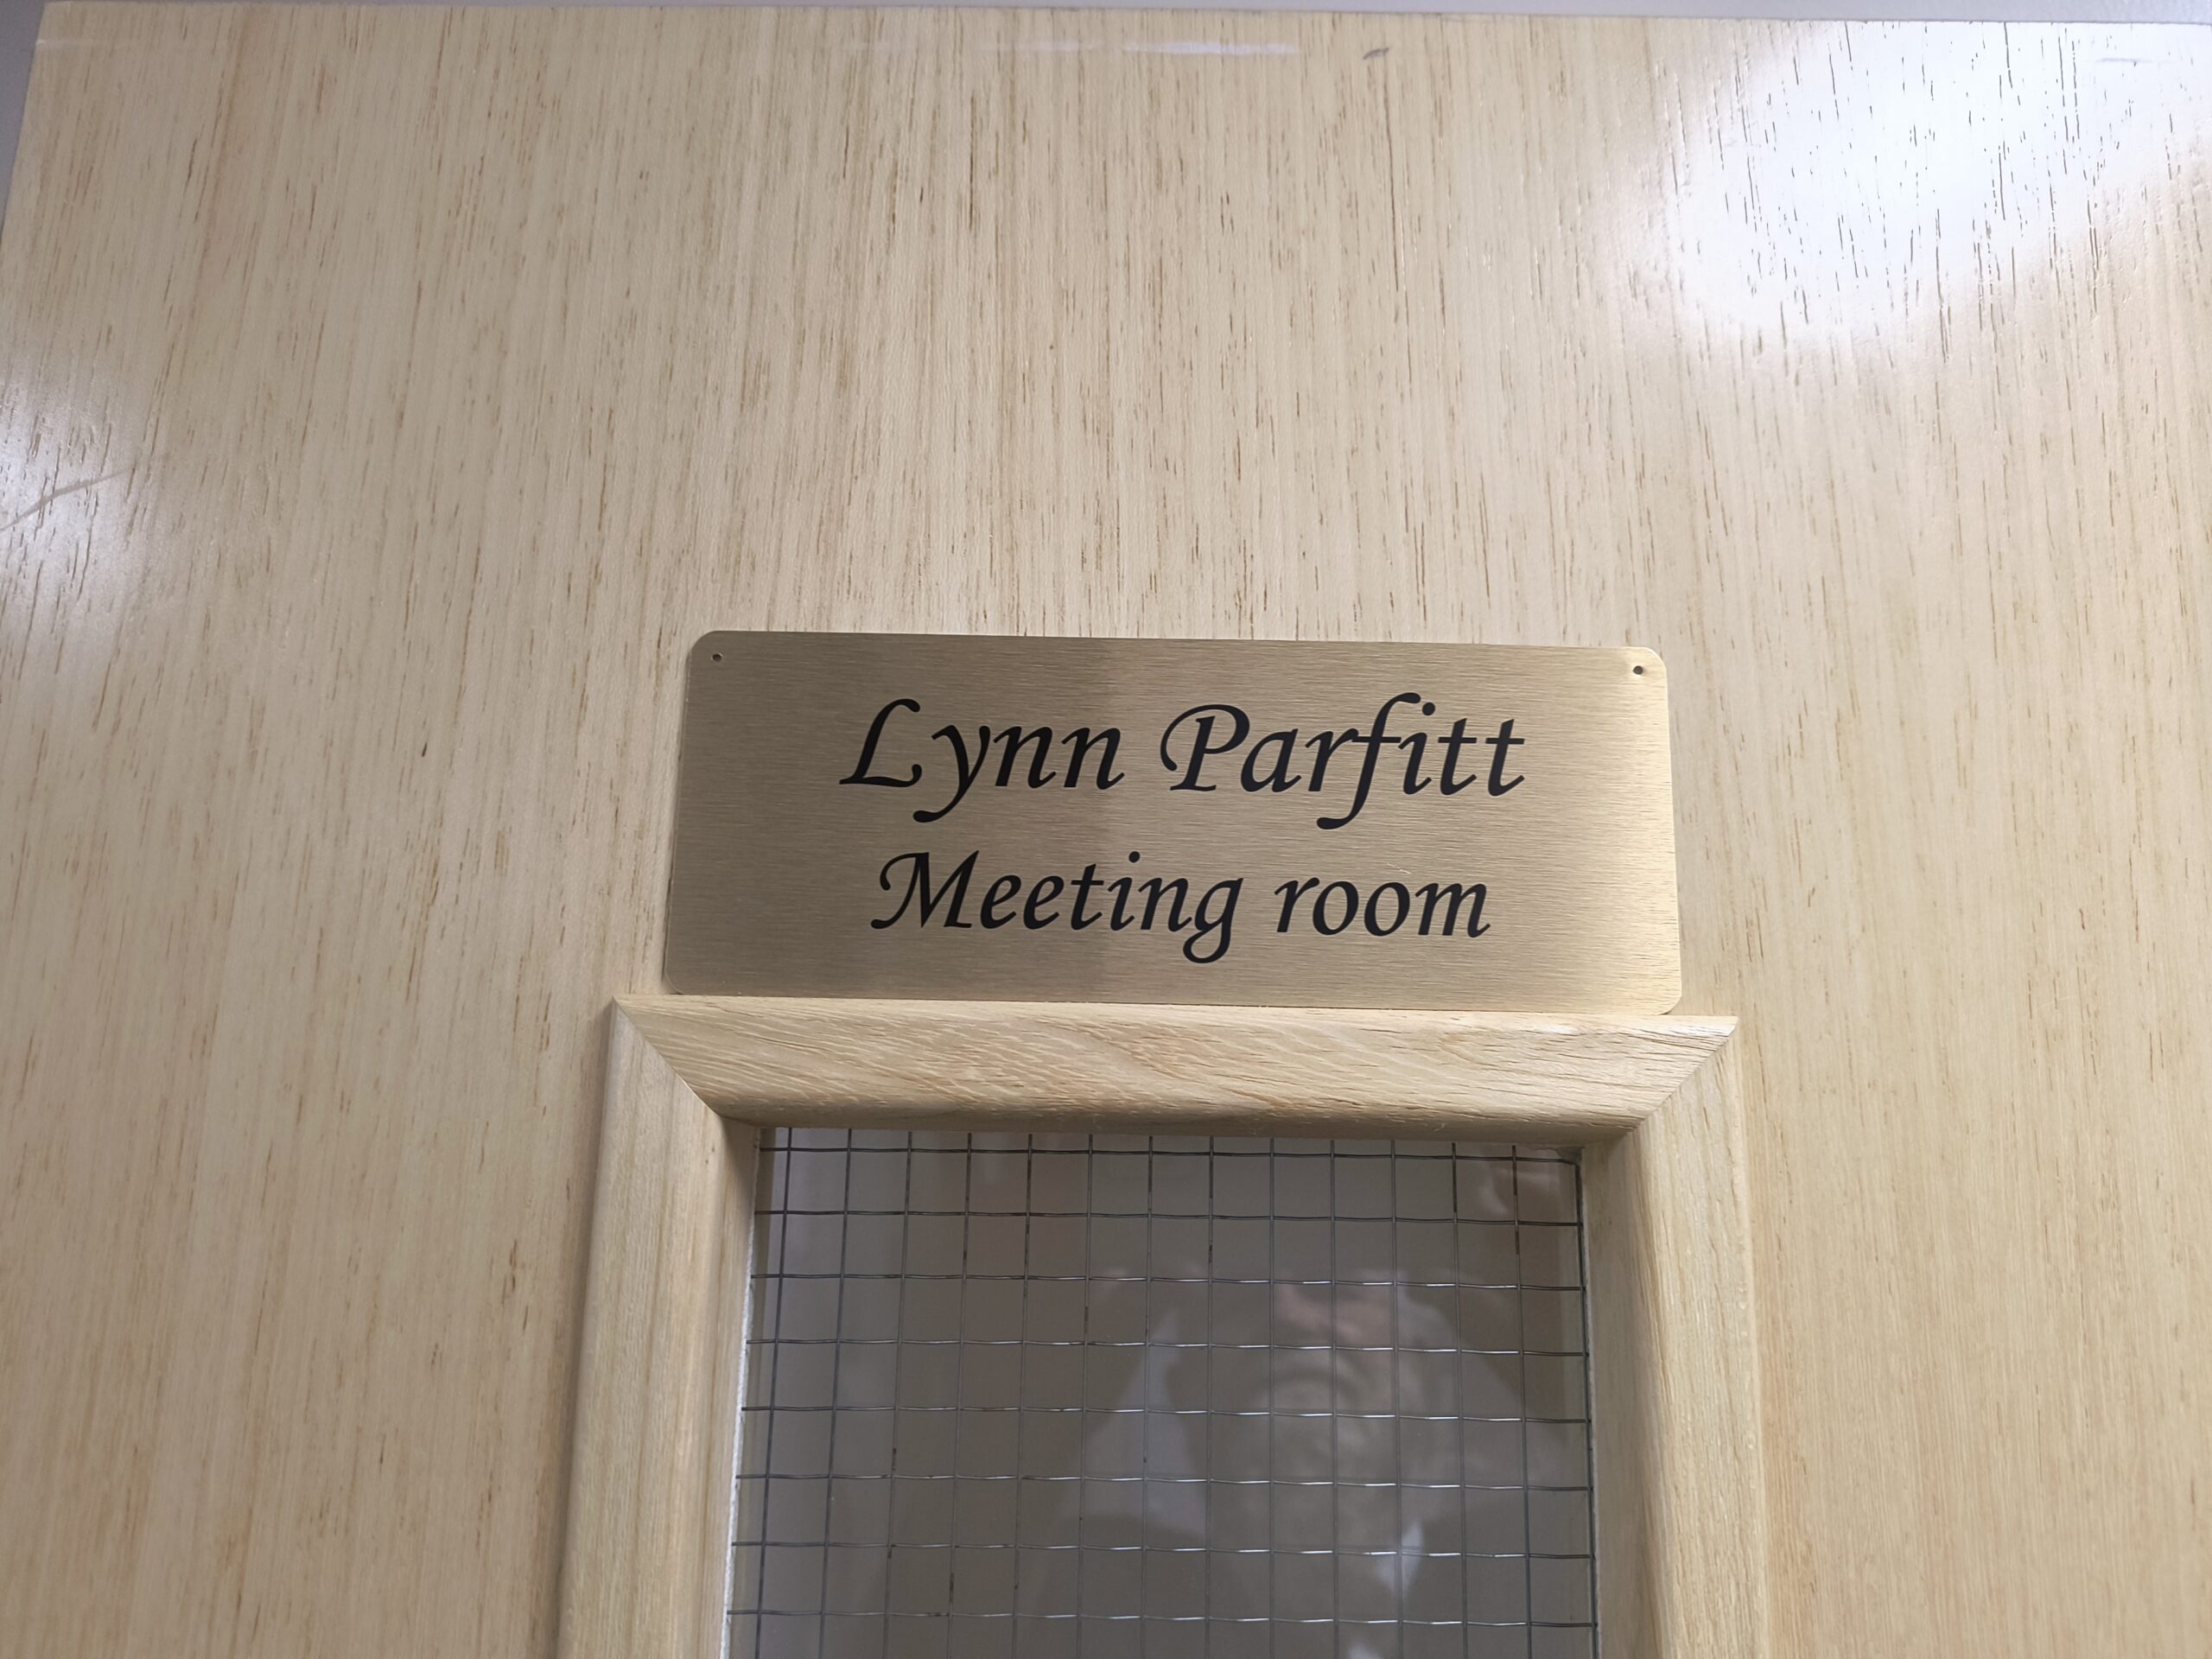 Lynn Parfitt
Meeting room